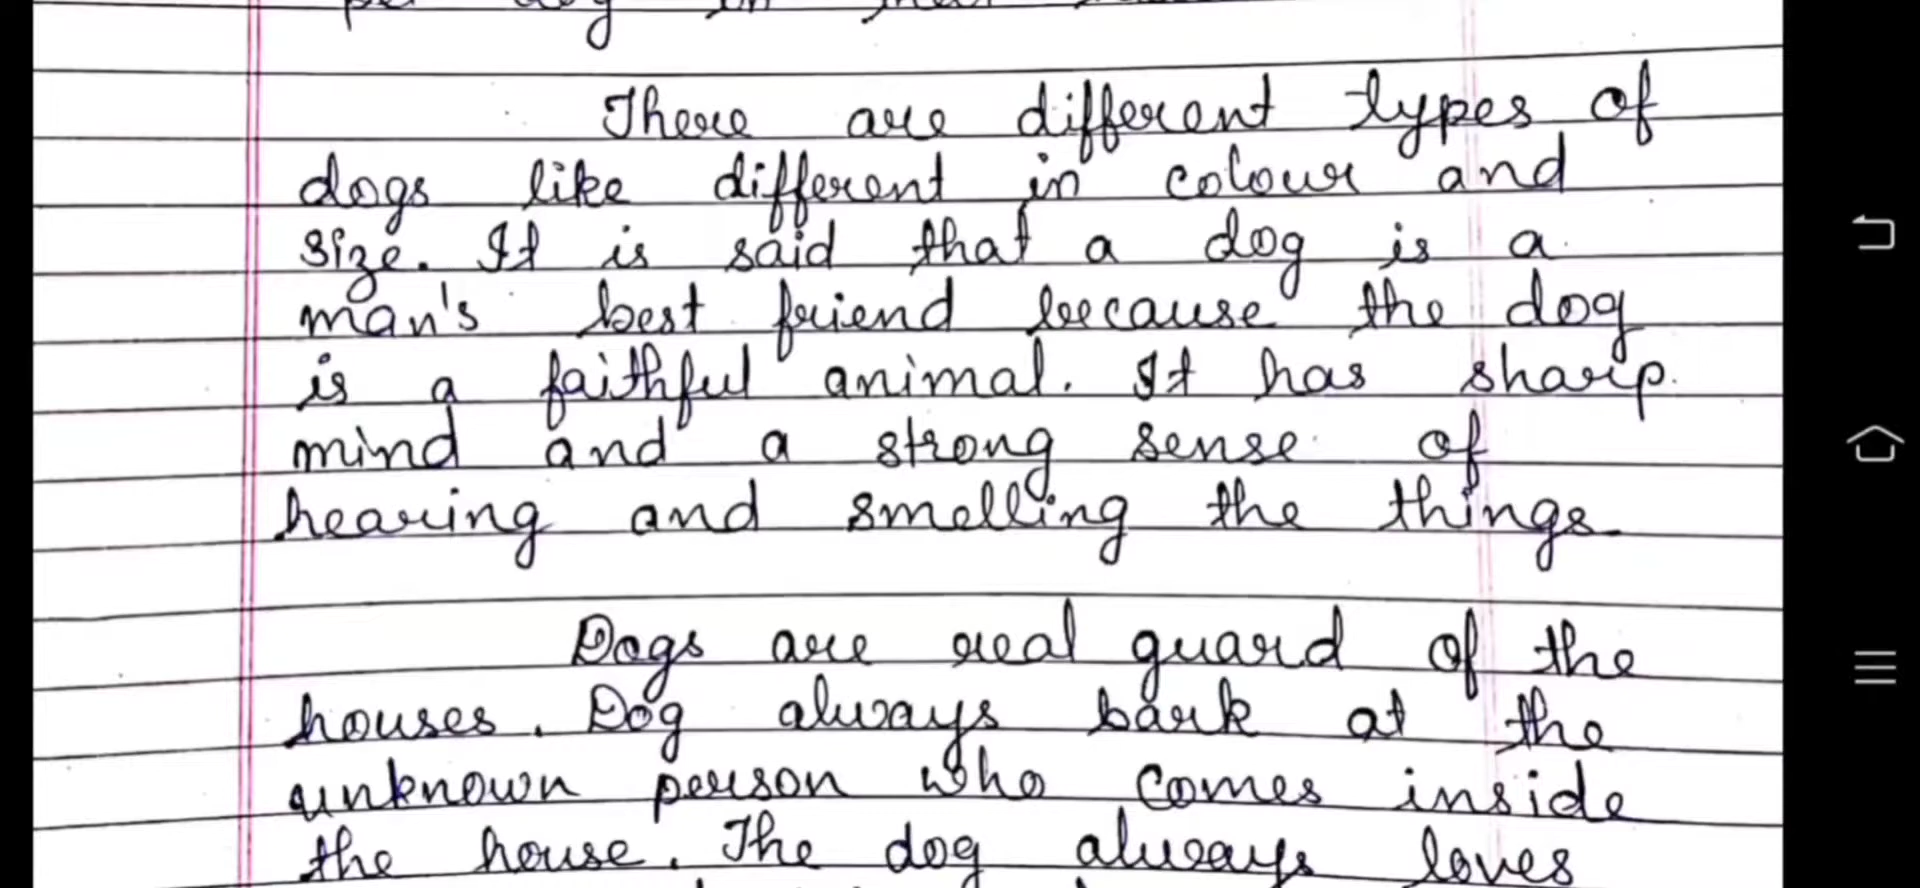 There are different types of
dogs like different in colour and
size. It is said that a dog is a
man's best friend because the dog
is a faithful animal. It has sharp
mind and a strong sense of
hearing and smelling the things
Dogs are real guard of the
houses. Dog always bark at the
unknown person who comes inside
the house. The dog always loves